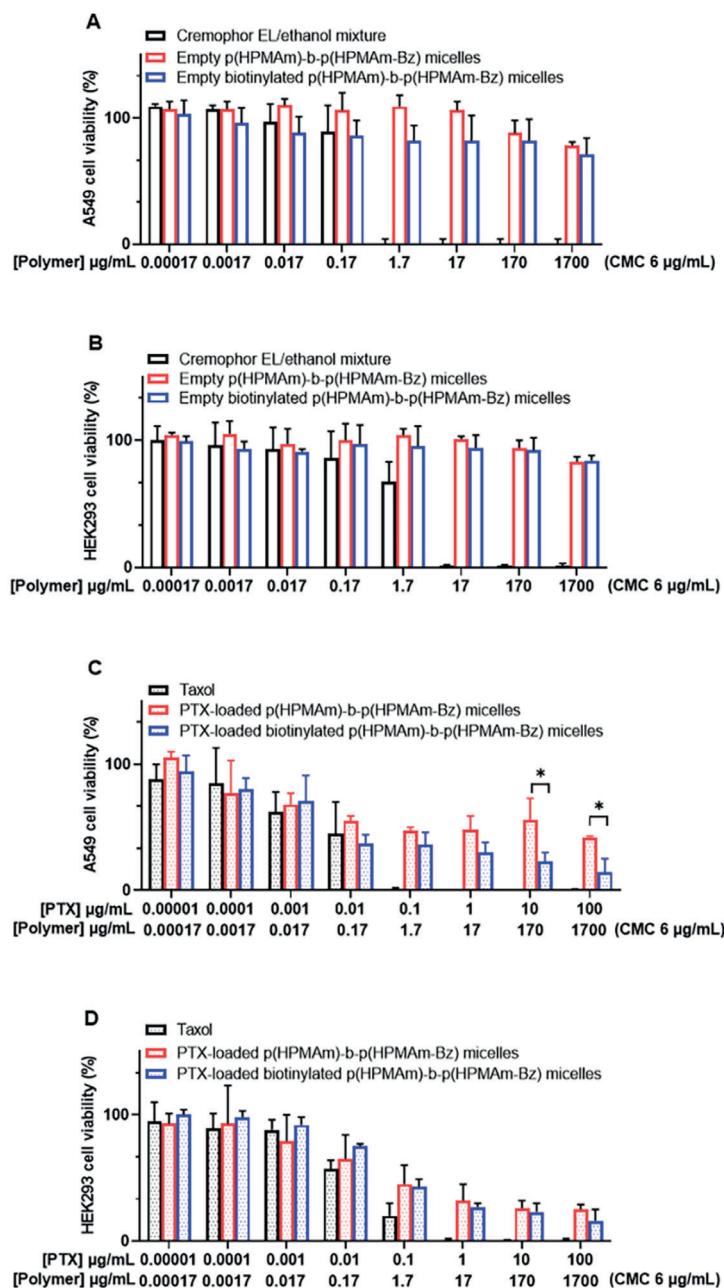 A
Cremophor EL/ethanol mixture
Empty p(HPMAm)-b-p(HPMAm-Bz) micelles
Empty biotinylated p(HPMAm)-b-p(HPMAm-Bz) micelles
A549 cell viability (%)
100
0
[Polymer] µg/mL 0.00017 0.0017 0.017 0.17 1.7 17 170 1700 (CMC 6 µg/mL)
B
Cremophor EL/ethanol mixture
Empty p(HPMAm)-b-p(HPMAm-Bz) micelles
Empty biotinylated p(HPMAm)-b-p(HPMAm-Bz) micelles
HEK293 cell viability (%)
100
0
[Polymer] µg/mL 0.00017 0.0017 0.017 0.17 1.7 17 170 1700 (CMC 6 µg/mL)
C
Taxol
PTX-loaded p(HPMAm)-b-p(HPMAm-Bz) micelles
PTX-loaded biotinylated p(HPMAm)-b-p(HPMAm-Bz) micelles
A549 cell viability (%)
100
* *
0
[PTX] µg/mL 0.00001 0.0001 0.001 0.01 0.1 1 10 100
[Polymer] µg/mL 0.00017 0.0017 0.017 0.17 1.7 17 170 1700 (CMC 6 µg/mL)
D
Taxol
PTX-loaded p(HPMAm)-b-p(HPMAm-Bz) micelles
PTX-loaded biotinylated p(HPMAm)-b-p(HPMAm-Bz) micelles
HEK293 cell viability (%)
100
0
[PTX] µg/mL 0.00001 0.0001 0.001 0.01 0.1 1 10 100
[Polymer] µg/mL 0.00017 0.0017 0.017 0.17 1.7 17 170 1700 (CMC 6 µg/mL)